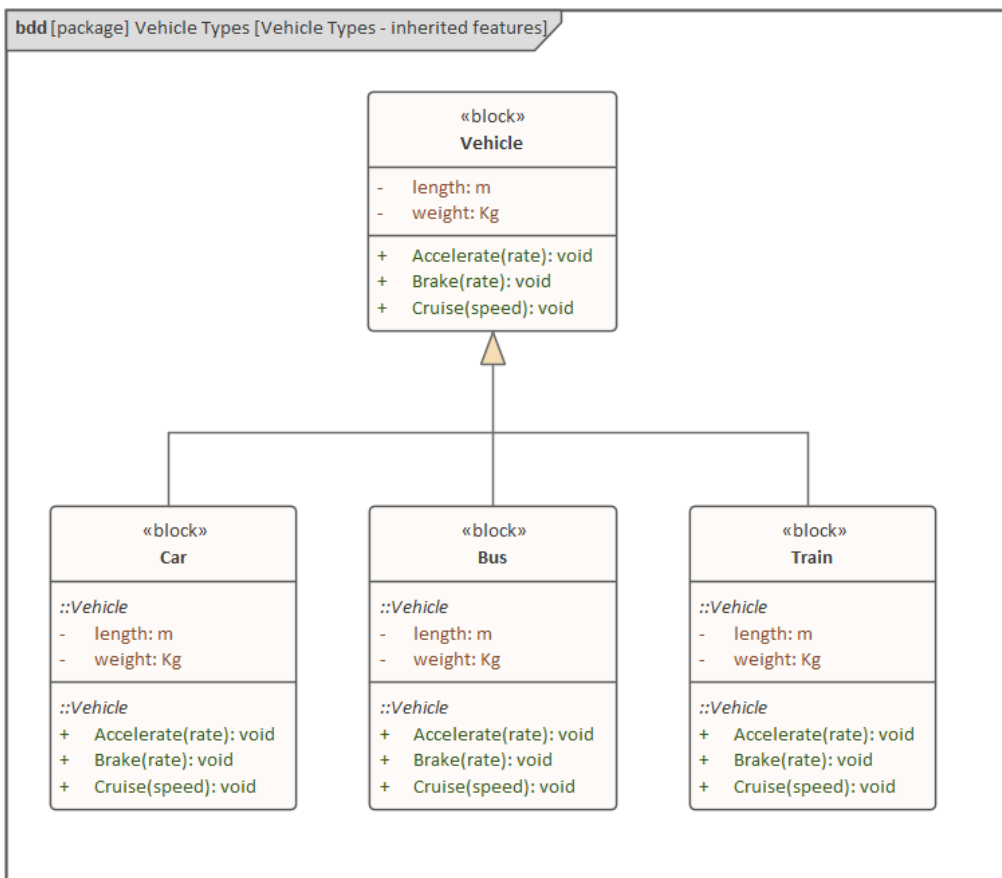 bdd [package] Vehicle Types [Vehicle Types - inherited features]
«block»
Vehicle
- length: m
- weight: Kg
+ Accelerate(rate): void
+ Brake(rate): void
+ Cruise(speed): void
«block»
Car
::Vehicle
- length: m
- weight: Kg
::Vehicle
+ Accelerate(rate): void
+ Brake(rate): void
+ Cruise(speed): void
«block»
Bus
::Vehicle
- length: m
- weight: Kg
::Vehicle
+ Accelerate(rate): void
+ Brake(rate): void
+ Cruise(speed): void
«block»
Train
::Vehicle
- length: m
- weight: Kg
::Vehicle
+ Accelerate(rate): void
+ Brake(rate): void
+ Cruise(speed): void